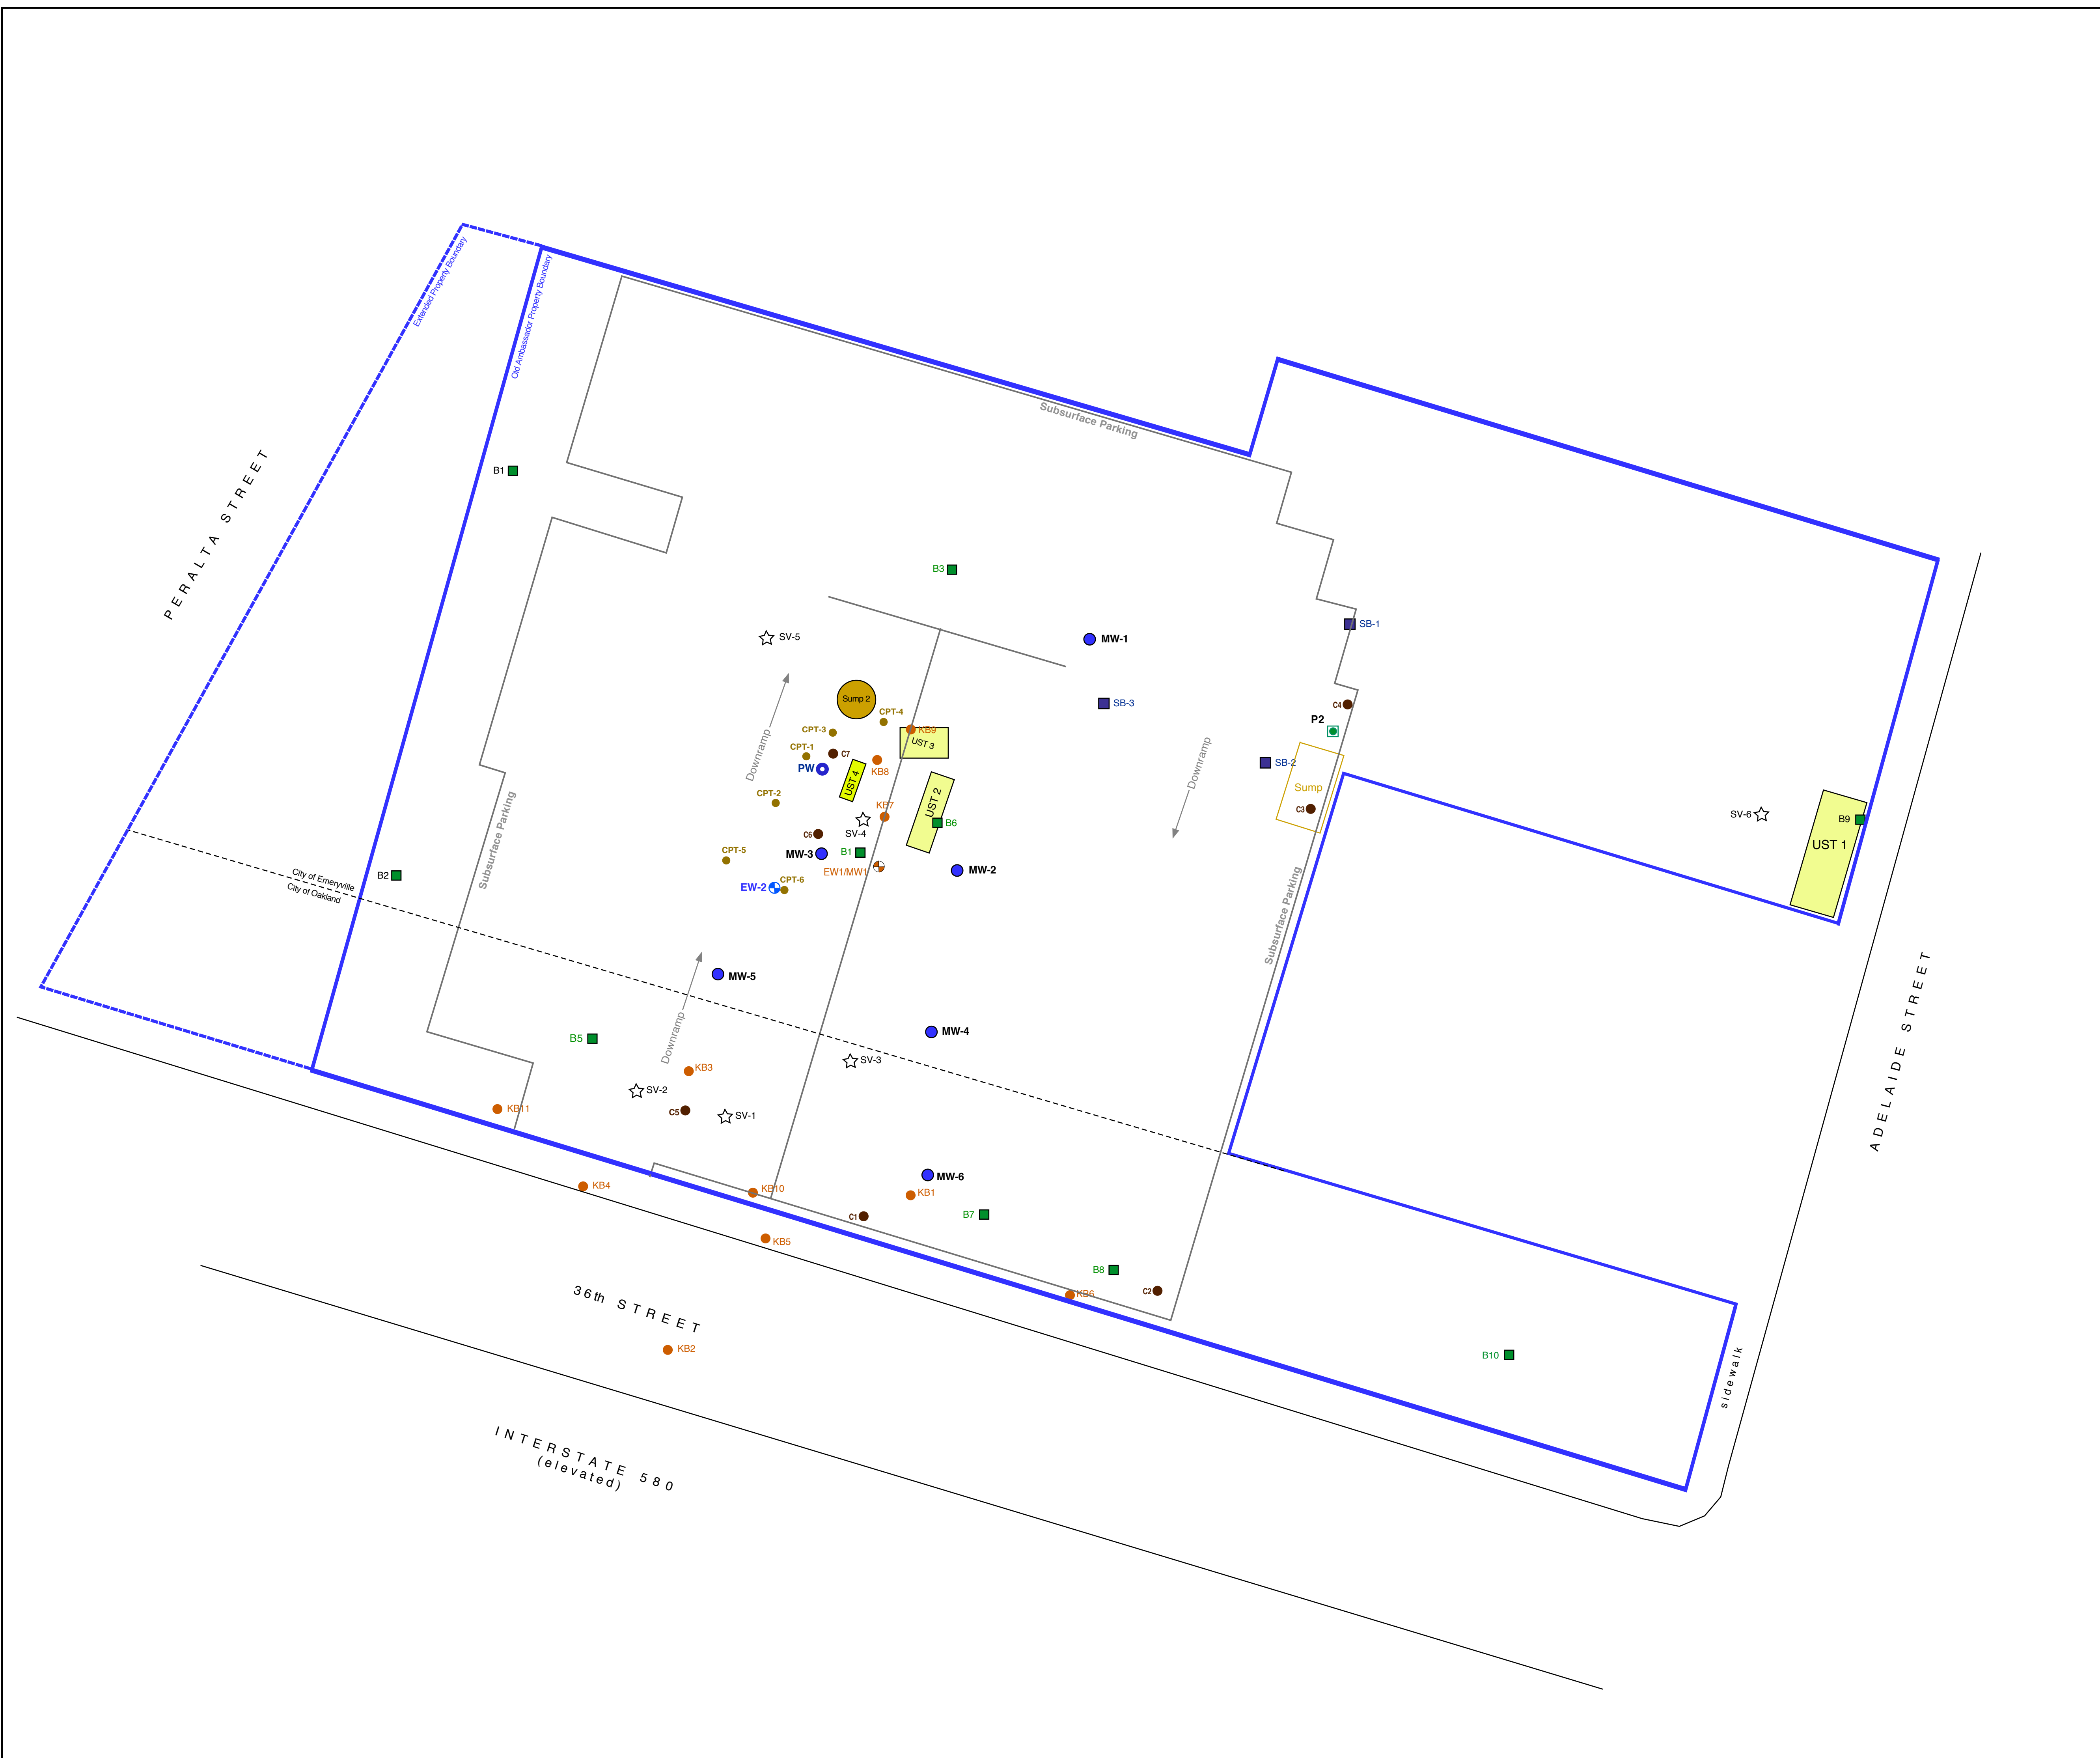 Extended Property Boundary
Old Ambassador Property Boundary
Subsurface Parking
PERALTA STREET
B1
B3
SV-5
MW-1
SB-1
Sump 2
SB-3
C4
CPT-4
P2
CPT-3
KB9
UST 3
CPT-1
C7
Downramp
Downramp
PW
KB8
SB-2
UST 4
Sump
CPT-2
KB7
UST 2
C3
SV-6
B9
SV-4
B6
C6
UST 1
MW-3
B1
Subsurface Parking
CPT-5
EW1/MW1
MW-2
B2
City of Emeryville
City of Oakland
EW-2
CPT-6
Subsurface Parking
MW-5
MW-4
Downramp
B5
SV-3
KB3
ADELAIDE STREET
SV-2
KB11
C5
SV-1
MW-6
KB4
KB10
KB1
C1
B7
KB5
B8
C2
KB6
36th STREET
KB2
B10
sidewalk
INTERSTATE 580
(elevated)